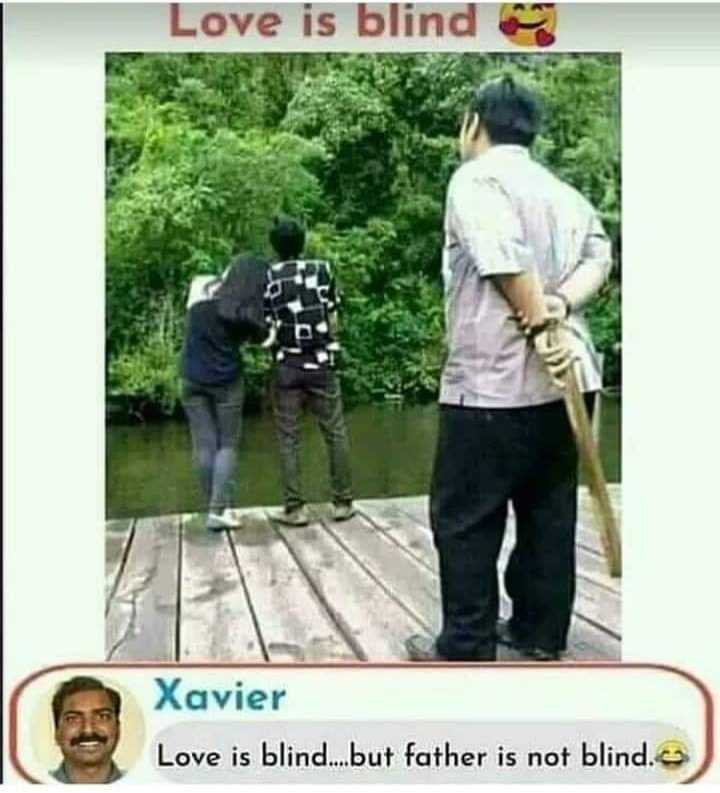 Love is blind 🥰
Xavier
Love is blind....but father is not blind.😂